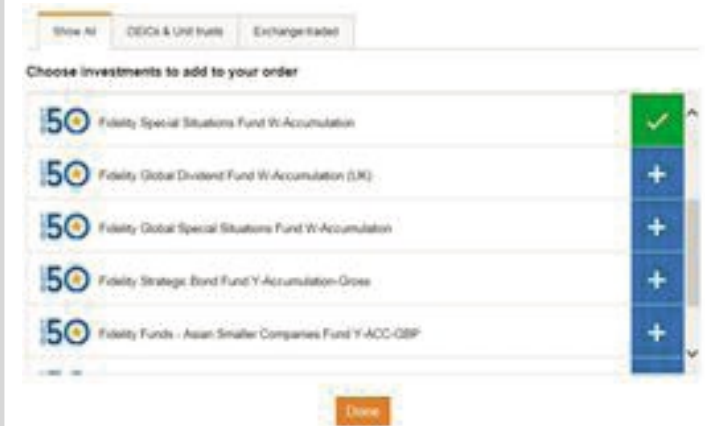 Show All OEICs & Unit trusts Exchange-traded
Choose investments to add to your order
50 Fidelity Special Situations Fund W-Accumulation
50 Fidelity Global Dividend Fund W-Accumulation (UK)
50 Fidelity Global Special Situations Fund W-Accumulation
50 Fidelity Strategic Bond Fund Y-Accumulation-Gross
50 Fidelity Funds - Asian Smaller Companies Fund Y-ACC-GBP
Done